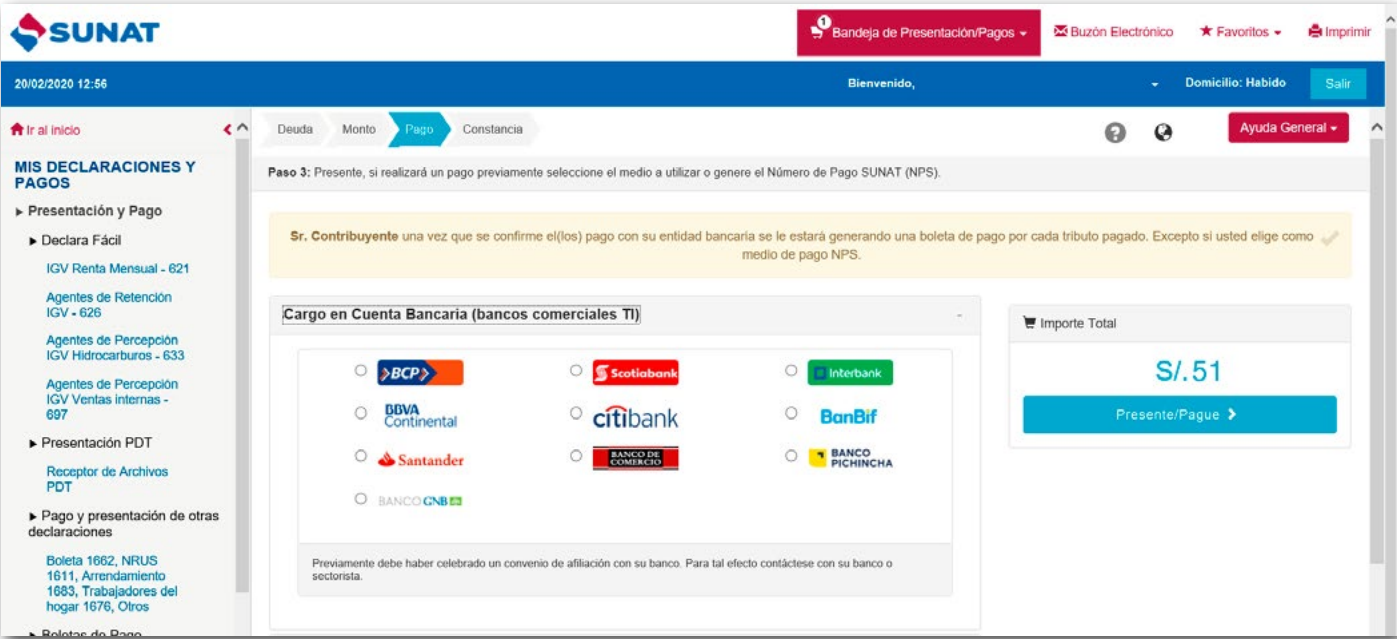 SUNAT
1
Bandeja de Presentación/Pagos
Buzón Electrónico
Favoritos
Imprimir
20/02/2020 12:56
Bienvenido,
Domicilio: Habido
Salir
Ir al inicio
Deuda
Monto
Pago
Constancia
Ayuda General
MIS DECLARACIONES Y
PAGOS
Paso 3: Presente, si realizará un pago previamente seleccione el medio a utilizar o genere el Número de Pago SUNAT (NPS).
Presentación y Pago
Declara Fácil
IGV Renta Mensual - 621
Agentes de Retención
IGV - 626
Agentes de Percepción
IGV Hidrocarburos - 633
Agentes de Percepción
IGV Ventas internas -
697
Presentación PDT
Receptor de Archivos
PDT
Pago y presentación de otras
declaraciones
Boleta 1662, NRUS
1611, Arrendamiento
1683, Trabajadores del
hogar 1676, Otros
Boletas de Pago
Sr. Contribuyente una vez que se confirme el(los) pago con su entidad bancaria se le estará generando una boleta de pago por cada tributo pagado. Excepto si usted elige como
medio de pago NPS.
Cargo en Cuenta Bancaria (bancos comerciales TI)
-
BCP
Scotiabank
Interbank
BBVA
Continental
citibank
BanBif
Santander
BANCO DE
COMERCIO
BANCO
PICHINCHA
BANCO GNB
Previamente debe haber celebrado un convenio de afiliación con su banco. Para tal efecto contáctese con su banco o
sectorista.
Importe Total
S/.51
Presente/Pague